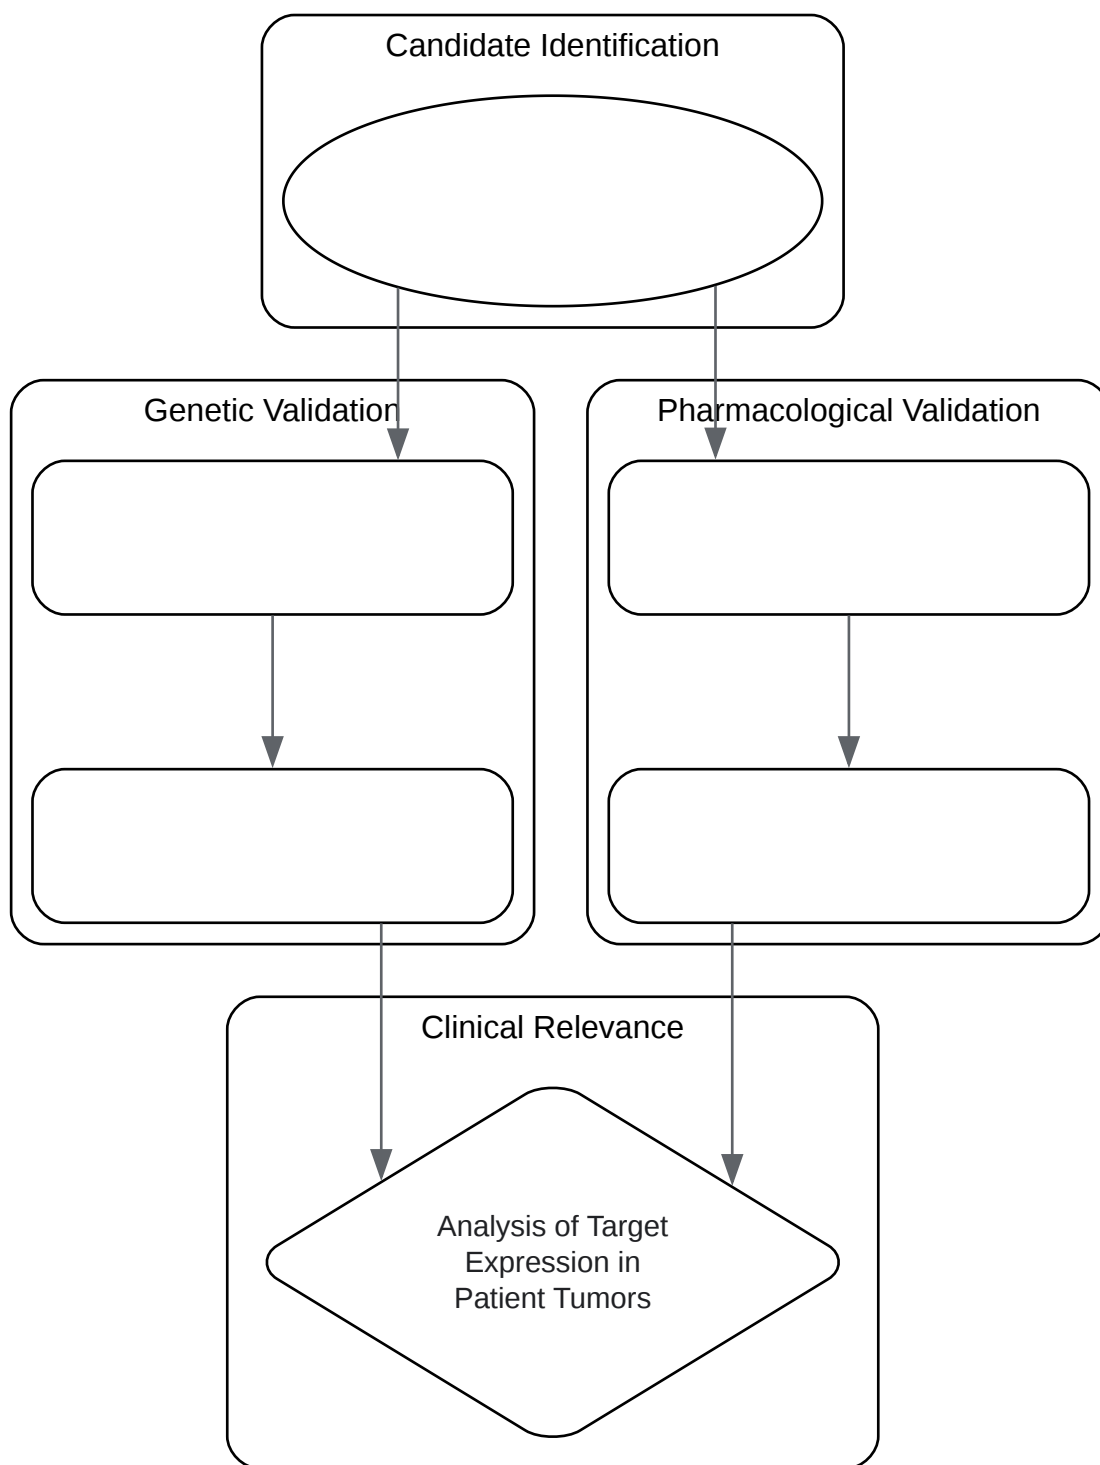 Candidate Identification
Genetic Validation
Pharmacological Validation
Clinical Relevance
Analysis of Target
Expression in
Patient Tumors